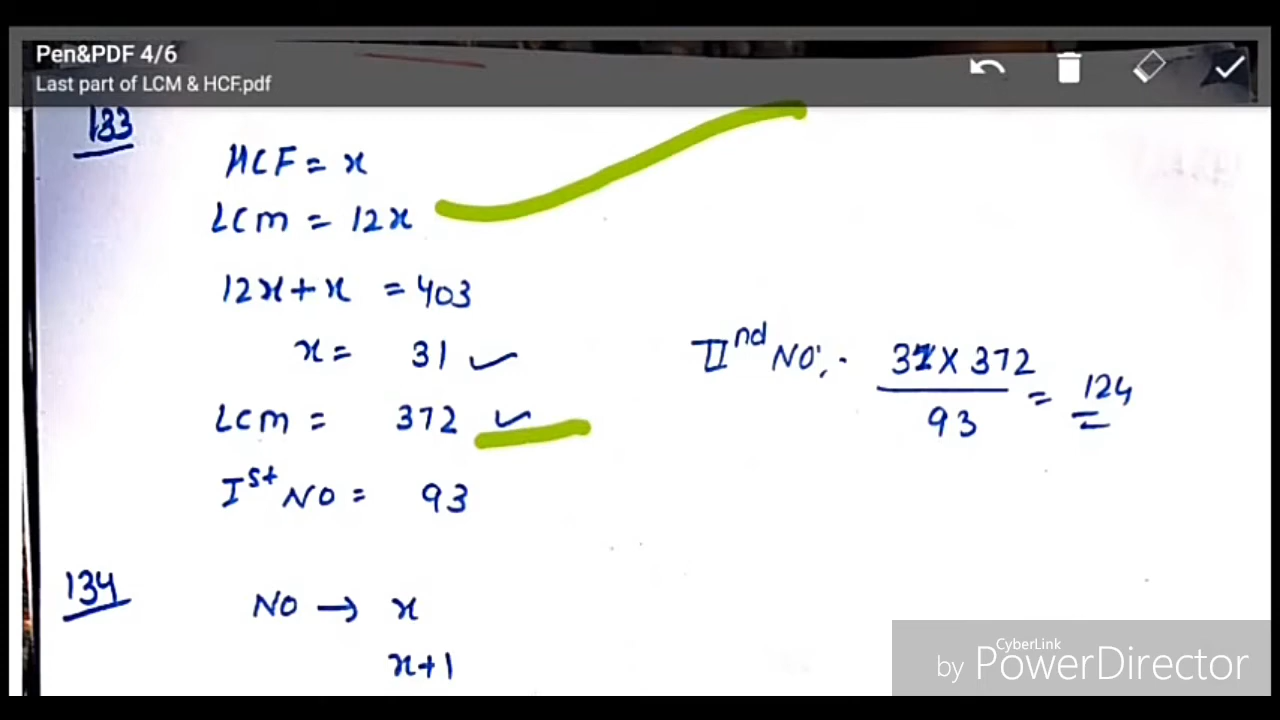 Pen&PDF 4/6
Last part of LCM & HCF.pdf
133
HCF = x
LCM = 12x
12x+x = 403
x = 31 ✓
LCM = 372 ✓
Ist NO = 93
IInd NO:- 31 X 372
93
= 124
134
NO → x
x+1
CyberLink
by PowerDirector